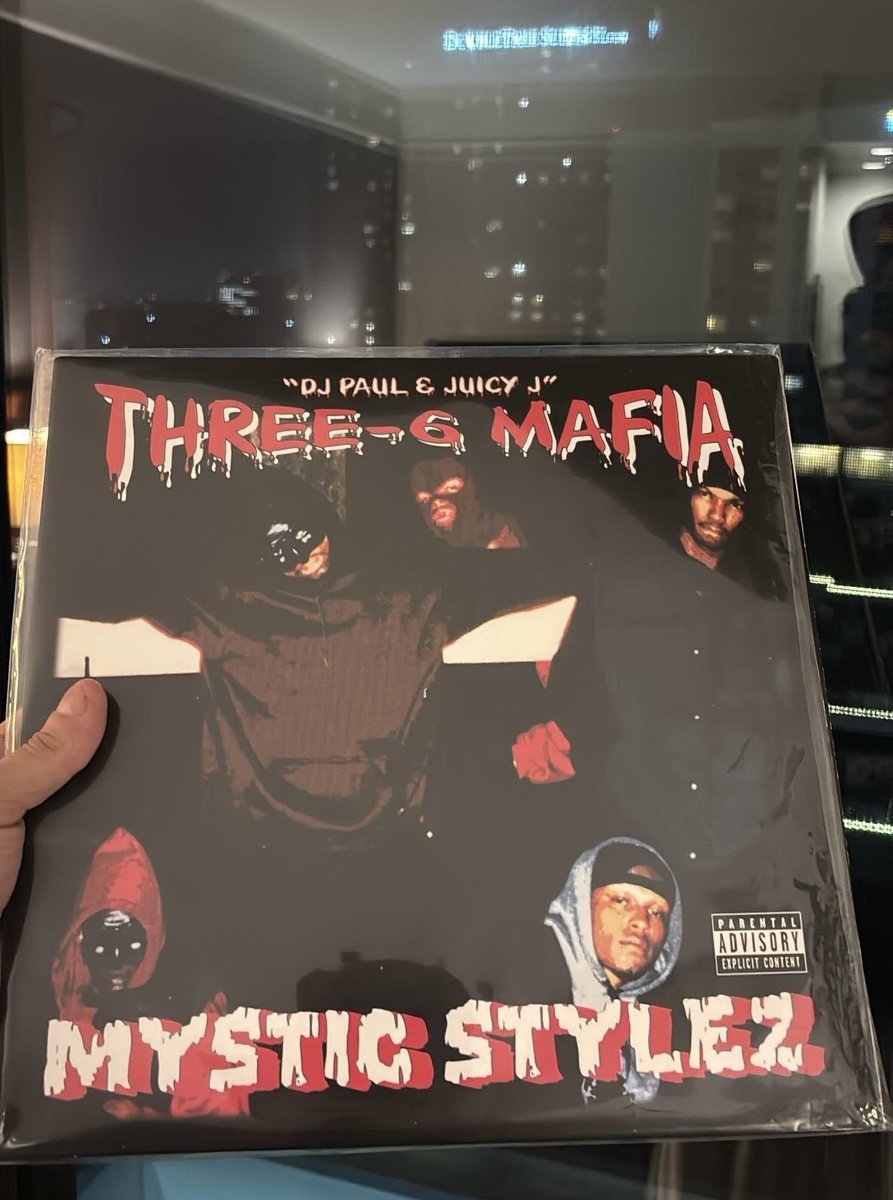 "DJ PAUL & JUICY J"
THREE-6 MAFIA
PARENTAL
ADVISORY
EXPLICIT CONTENT
MYSTIC STYLEZ